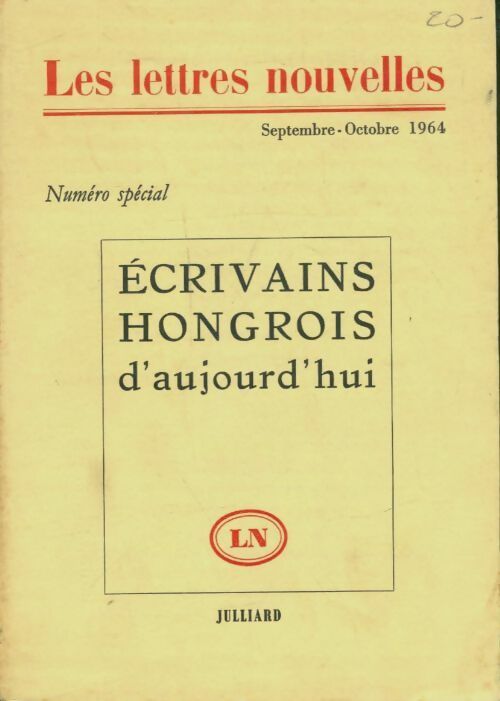 20-
Les lettres nouvelles
Septembre-Octobre 1964
Numéro spécial
ÉCRIVAINS
HONGROIS
d'aujourd'hui
LN
JULLIARD